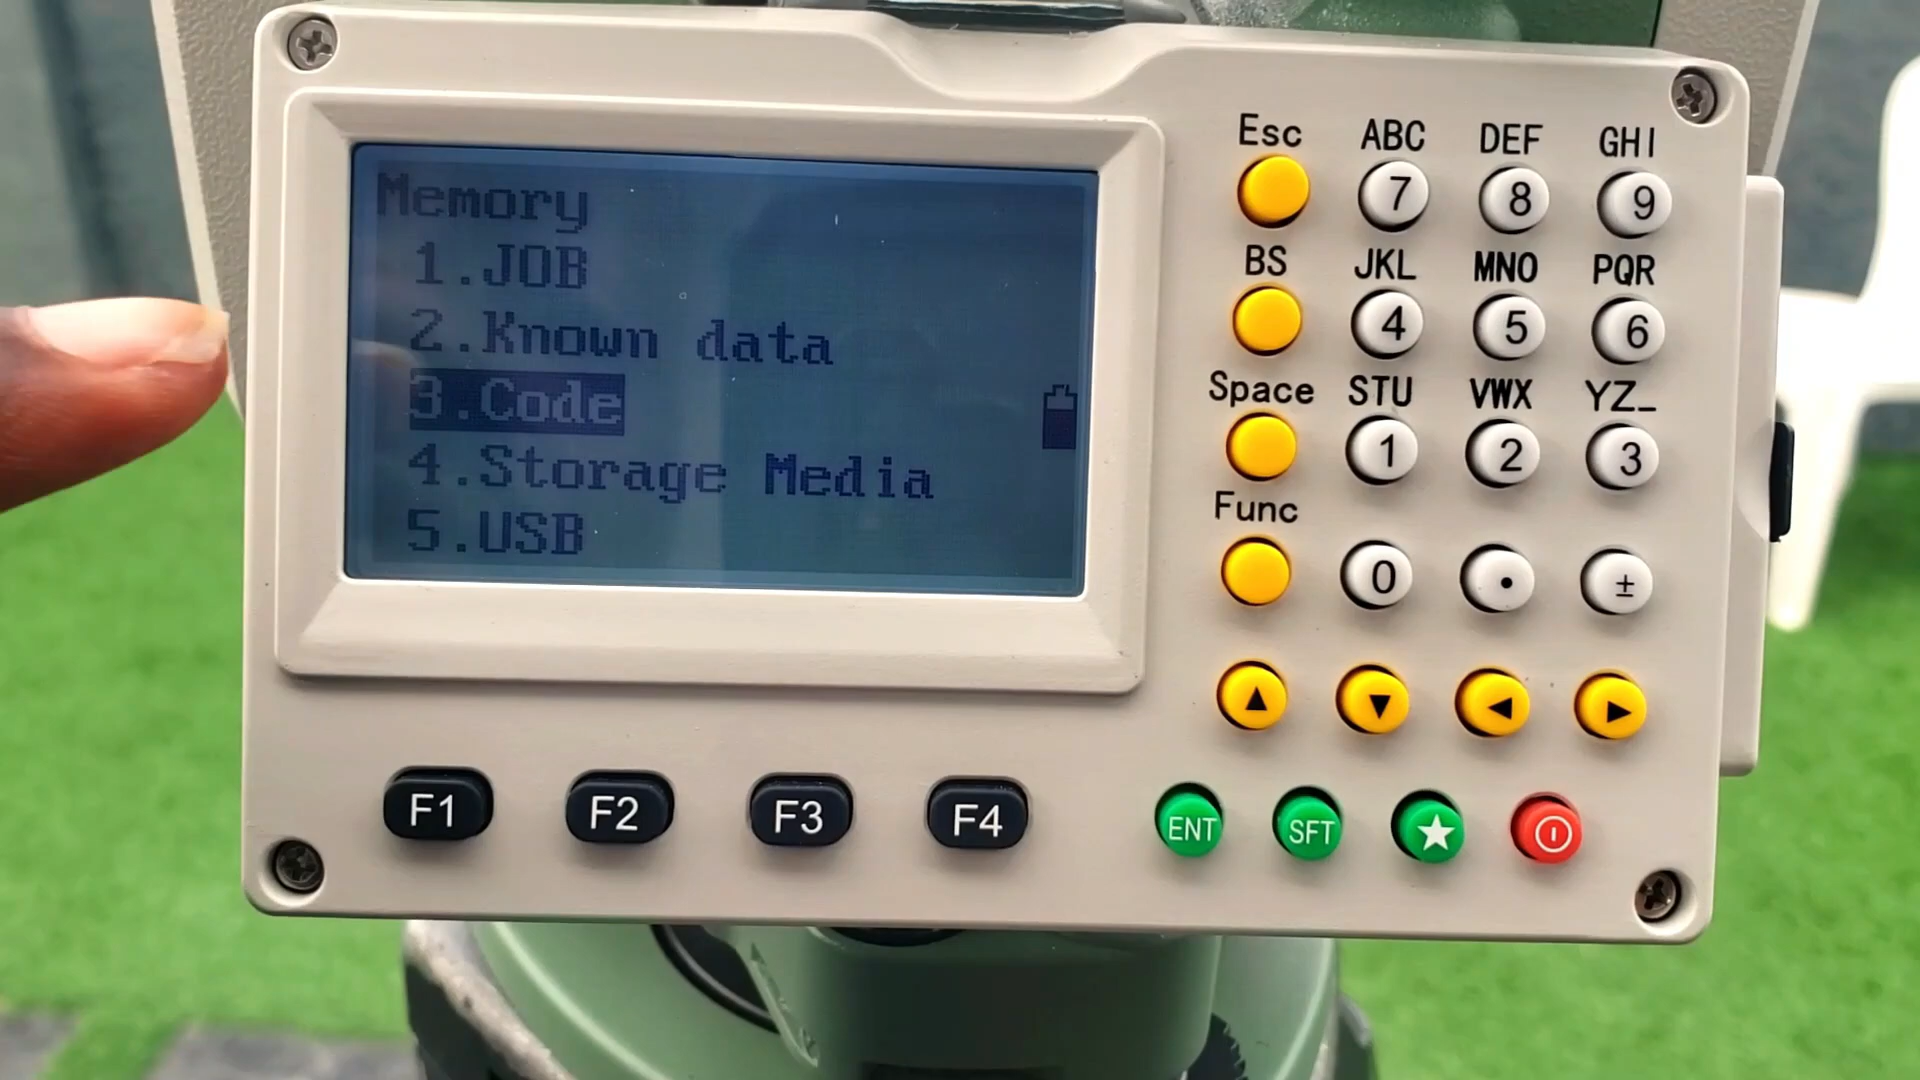 Memory
1.JOB
2.Known data
3.Code
4.Storage Media
5.USB
Esc ABC DEF GHI
7 8 9
BS JKL MNO PQR
4 5 6
Space STU VWX YZ_
1 2 3
Func
0 . ±
▲ ▼ ◀ ▶
F1 F2 F3 F4 ENT SFT ★